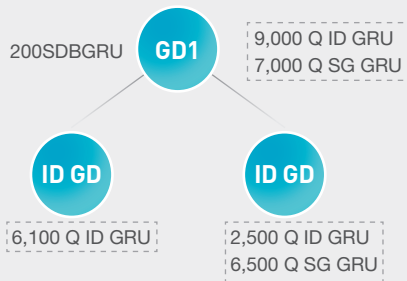 200SDBGRU
GD1
9,000 Q ID GRU
7,000 Q SG GRU
ID GD
ID GD
6,100 Q ID GRU
2,500 Q ID GRU
6,500 Q SG GRU